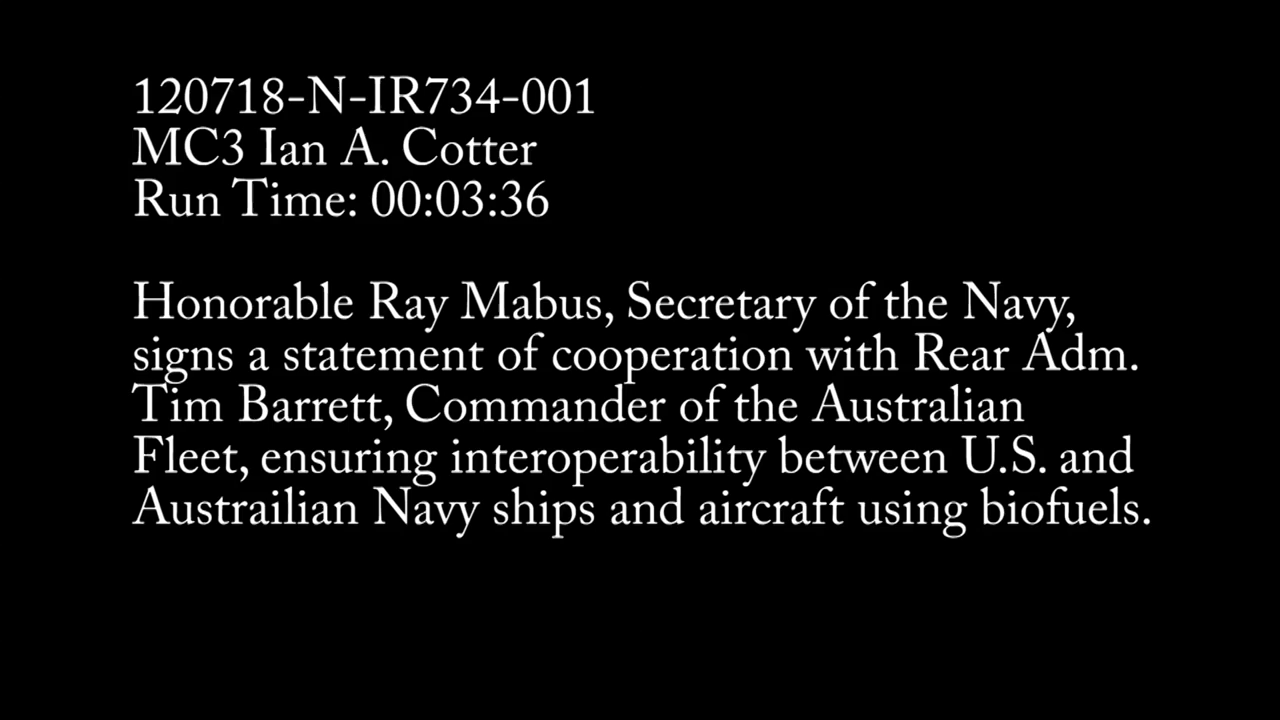 120718-N-IR734-001
MC3 Ian A. Cotter
Run Time: 00:03:36
Honorable Ray Mabus, Secretary of the Navy,
signs a statement of cooperation with Rear Adm.
Tim Barrett, Commander of the Australian
Fleet, ensuring interoperability between U.S. and
Austrailian Navy ships and aircraft using biofuels.